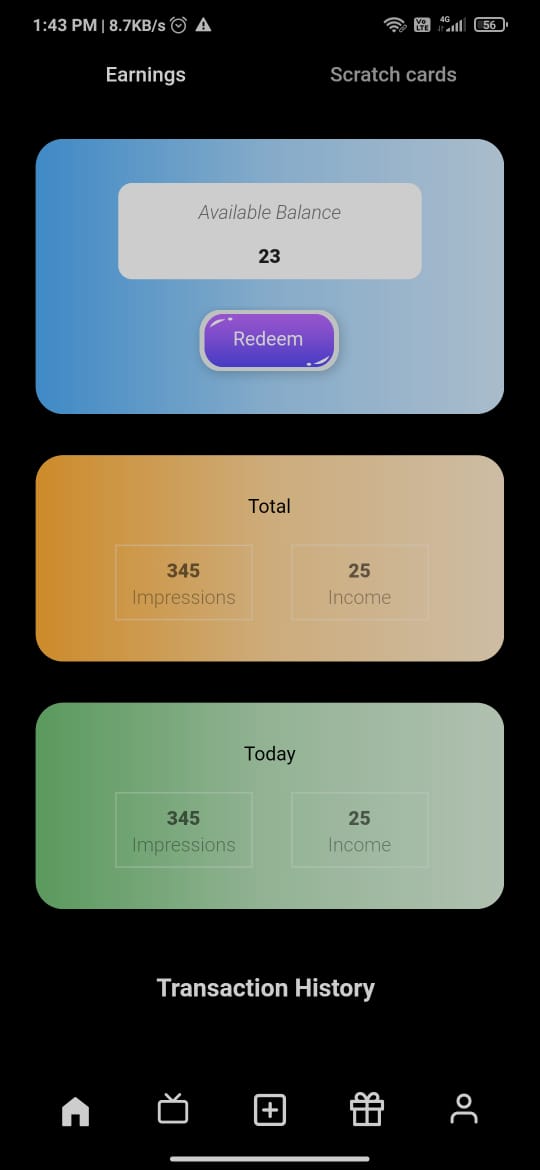 1:43 PM | 8.7KB/s
Vo LTE 4G 56
Earnings
Scratch cards
Available Balance
23
Redeem
Total
345
Impressions
25
Income
Today
345
Impressions
25
Income
Transaction History